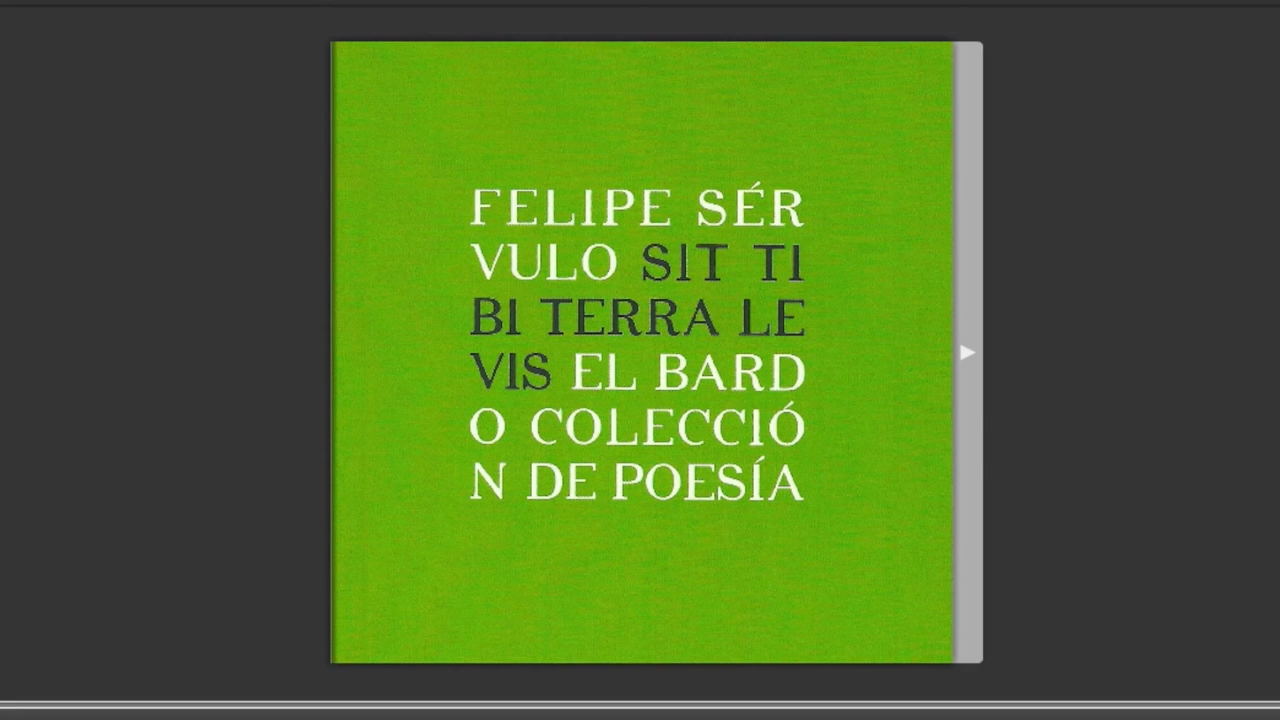 FELIPE SÉR
VULO SIT TI
BI TERRA LE
VIS EL BARD
O COLECCIÓ
N DE POESÍA